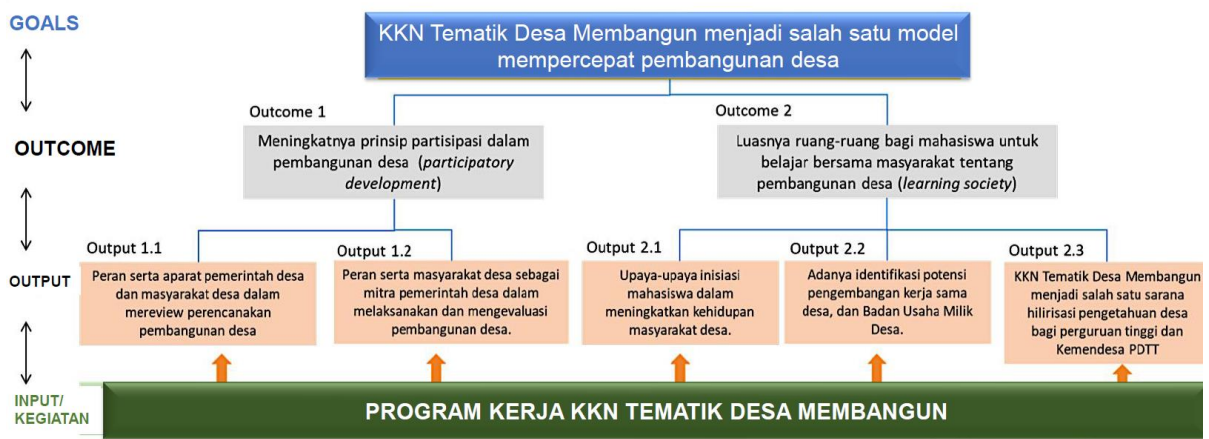 GOALS
KKN Tematik Desa Membangun menjadi salah satu model
mempercepat pembangunan desa
OUTCOME
Outcome 1
Meningkatnya prinsip partisipasi dalam
pembangunan desa (participatory
development)
Outcome 2
Luasnya ruang-ruang bagi mahasiswa untuk
belajar bersama masyarakat tentang
pembangunan desa (learning society)
OUTPUT
Output 1.1
Peran serta aparat pemerintah desa
dan masyarakat desa dalam
mereview perencanakan
pembangunan desa
Output 1.2
Peran serta masyarakat desa sebagai
mitra pemerintah desa dalam
melaksanakan dan mengevaluasi
pembangunan desa.
Output 2.1
Upaya-upaya inisiasi
mahasiswa dalam
meningkatkan kehidupan
masyarakat desa.
Output 2.2
Adanya identifikasi potensi
pengembangan kerja sama
desa, dan Badan Usaha Milik
Desa.
Output 2.3
KKN Tematik Desa Membangun
menjadi salah satu sarana
hilirisasi pengetahuan desa
bagi perguruan tinggi dan
Kemendesa PDTT
INPUT/
KEGIATAN
PROGRAM KERJA KKN TEMATIK DESA MEMBANGUN